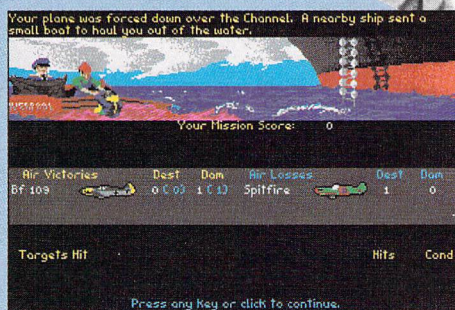 Your plane was forced down over the Channel. A nearby ship sent a
small boat to haul you out of the water.
Your Mission Score: 0
Air Victories Dest Dam Air Losses Dest Dam
Bf 109 0 ( 0) 1 ( 1) Spitfire 1 0
Targets Hit Hits Cond
Press any Key or click to continue.